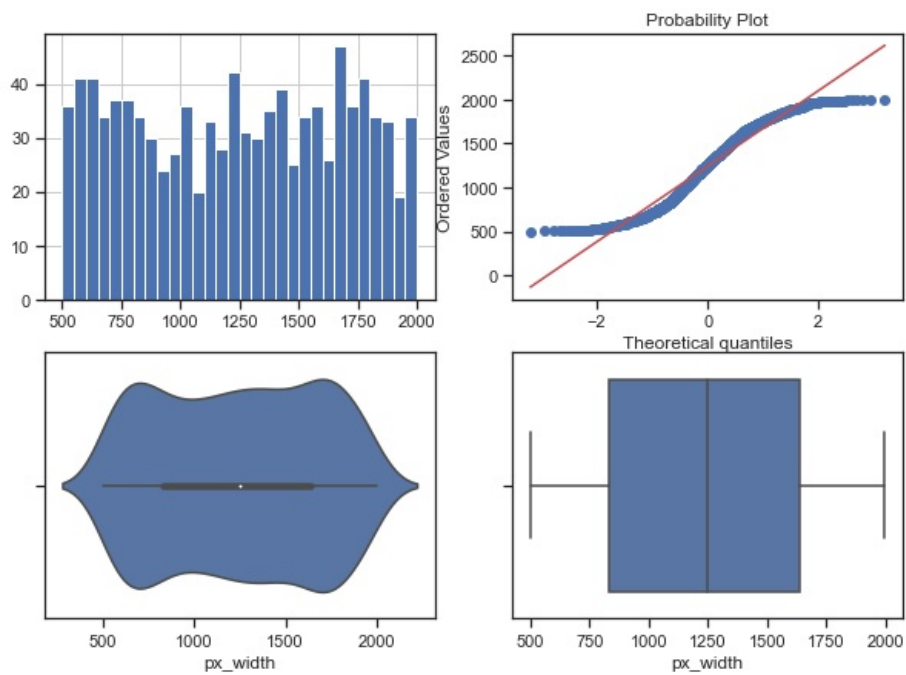 40
30
20
10
0
500 750 1000 1250 1500 1750 2000
Probability Plot
Ordered Values
2500
2000
1500
1000
500
0
−2 0 2
Theoretical quantiles
500 1000 1500 2000
px_width
500 750 1000 1250 1500 1750 2000
px_width